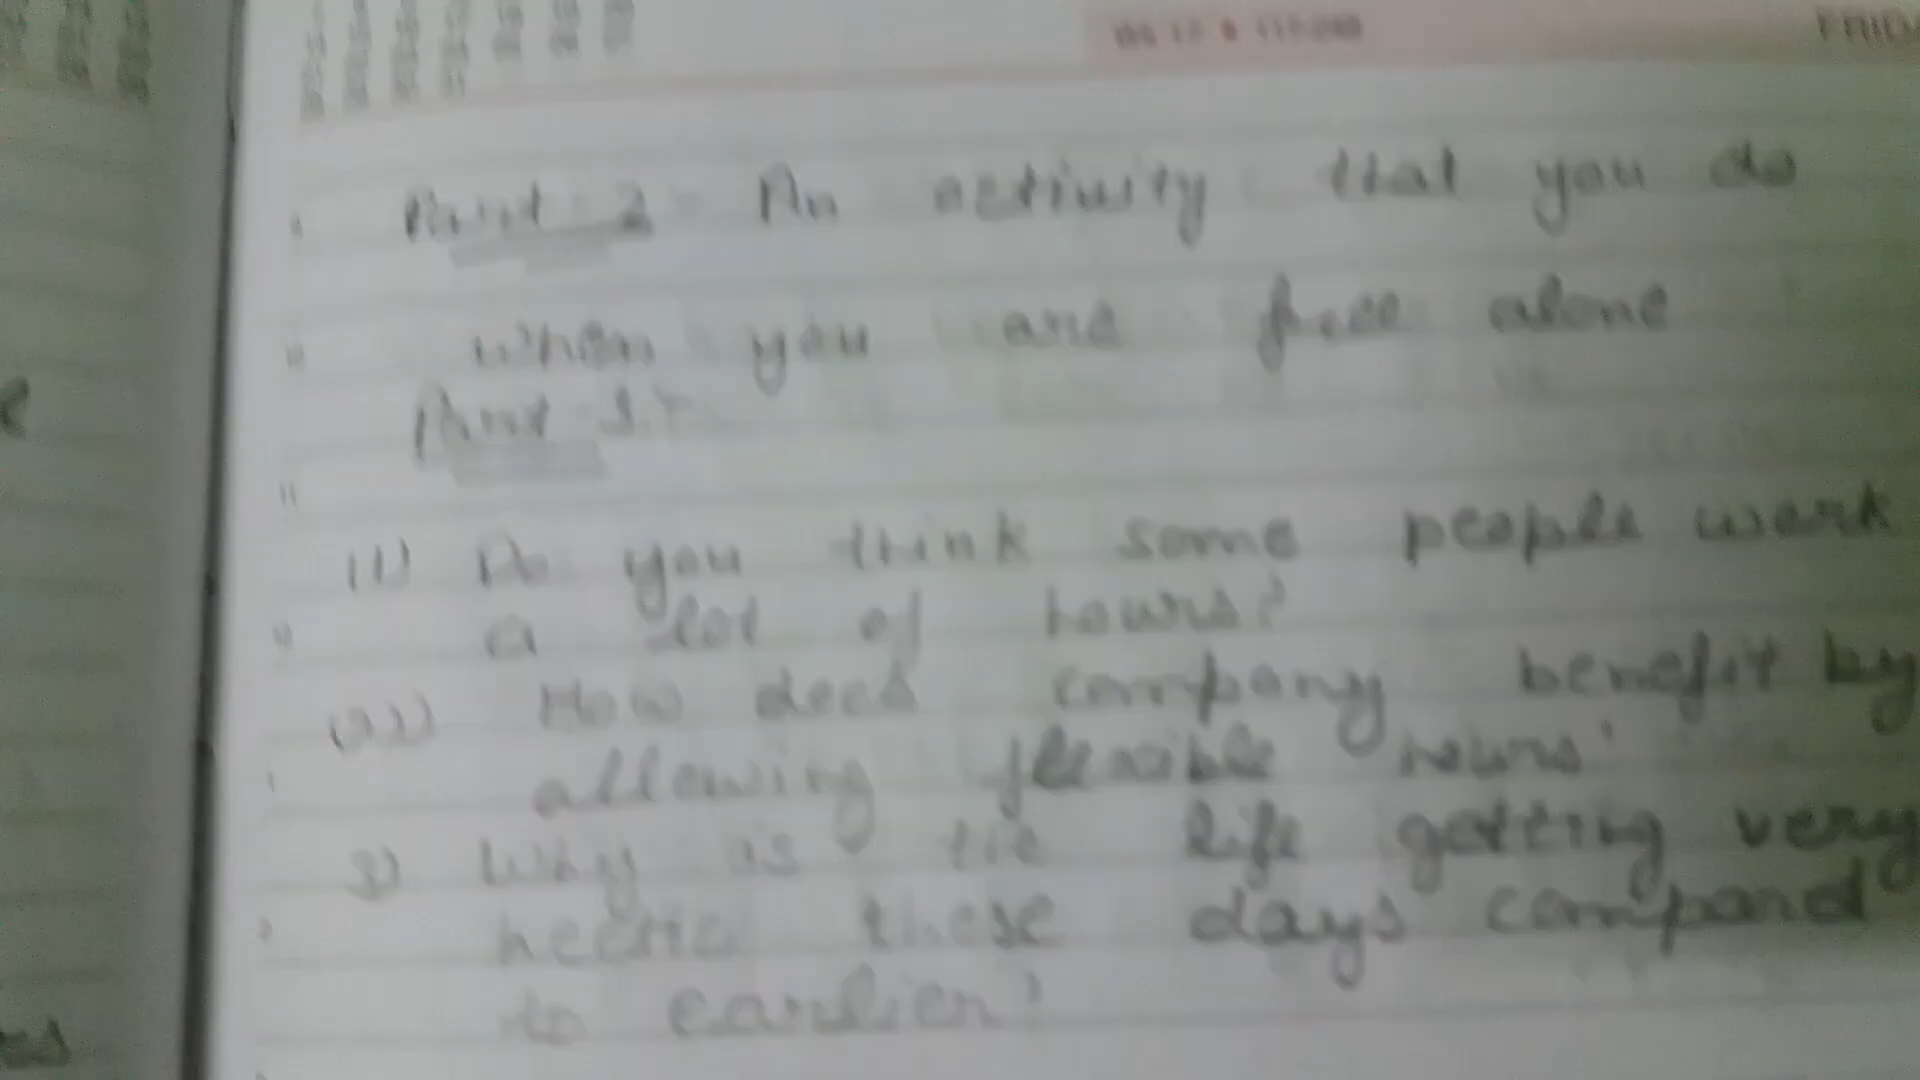 FRID
Part 2 An activity that you do
when you are free alone
Part 3:-
(1) Do you think some people work
a lot of hours?
How does company benefit by
allowing flexible hours?
3) Why is the life getting very
hectic these days compared
to earlier?